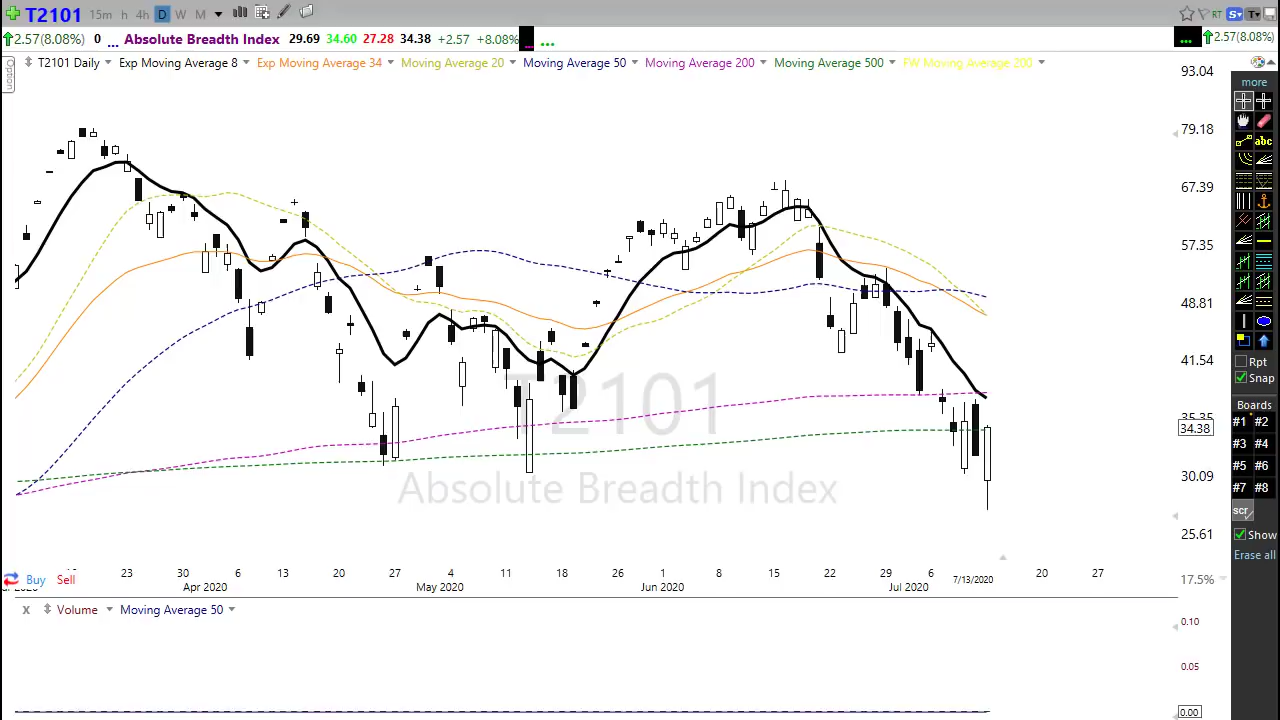 T2101 15m h 4h D W M RT S T
2.57(8.08%) 0 ... Absolute Breadth Index 29.69 34.60 27.28 34.38 +2.57 +8.08% ... ... 2.57(8.08%)
Option
T2101 Daily Exp Moving Average 8 Exp Moving Average 34 Moving Average 20 Moving Average 50 Moving Average 200 Moving Average 500 FW Moving Average 200
93.04
79.18
67.39
57.35
48.81
41.54
35.35
34.38
30.09
25.61
17.5%
T2101
Absolute Breadth Index
23 30 6 13 20 27 4 11 18 26 1 8 15 22 29 6 7/13/2020 20 27
Apr 2020 May 2020 Jun 2020 Jul 2020
Buy Sell
x Volume Moving Average 50
0.10
0.05
0.00
more
abc
Rpt
Snap
Boards
#1 #2
#3 #4
#5 #6
#7 #8
scr
Show
Erase all